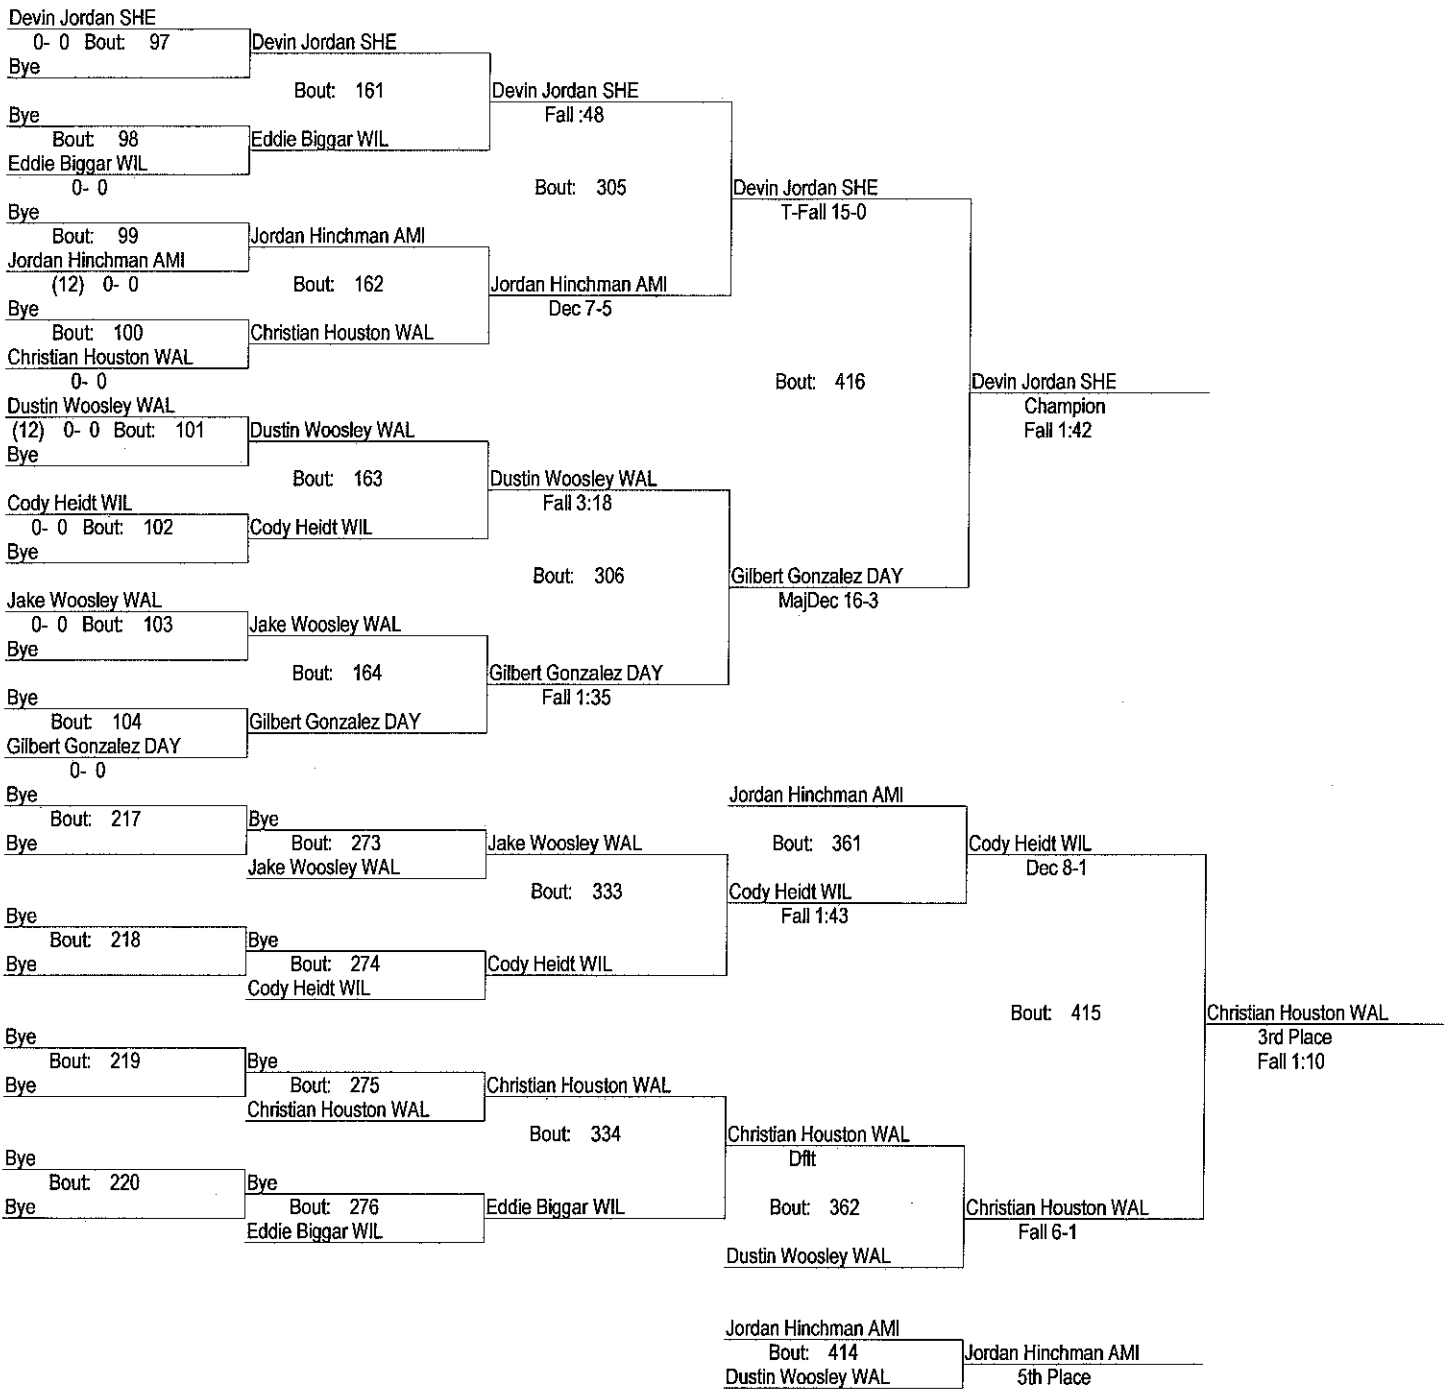 Devin Jordan SHE
0- 0 Bout: 97
Bye
Devin Jordan SHE
Bout: 161
Devin Jordan SHE
Fall :48
Bye
Bout: 98
Eddie Biggar WIL
Eddie Biggar WIL
0- 0
Bout: 305
Devin Jordan SHE
T-Fall 15-0
Bye
Bout: 99
Jordan Hinchman AMI
Jordan Hinchman AMI
(12) 0- 0
Bout: 162
Jordan Hinchman AMI
Dec 7-5
Bye
Bout: 100
Christian Houston WAL
Christian Houston WAL
0- 0
Bout: 416
Devin Jordan SHE
Champion
Fall 1:42
Dustin Woosley WAL
(12) 0- 0 Bout: 101
Bye
Dustin Woosley WAL
Bout: 163
Dustin Woosley WAL
Fall 3:18
Cody Heidt WIL
0- 0 Bout: 102
Bye
Cody Heidt WIL
Bout: 306
Gilbert Gonzalez DAY
MajDec 16-3
Jake Woosley WAL
0- 0 Bout: 103
Bye
Jake Woosley WAL
Bout: 164
Gilbert Gonzalez DAY
Fall 1:35
Bye
Bout: 104
Gilbert Gonzalez DAY
Gilbert Gonzalez DAY
0- 0
Bye
Bout: 217
Bye
Bye
Bout: 273
Jake Woosley WAL
Jake Woosley WAL
Jordan Hinchman AMI
Bout: 361
Cody Heidt WIL
Dec 8-1
Bout: 333
Cody Heidt WIL
Fall 1:43
Bye
Bout: 218
Bye
Bye
Bout: 274
Cody Heidt WIL
Cody Heidt WIL
Bout: 415
Christian Houston WAL
3rd Place
Fall 1:10
Bye
Bout: 219
Bye
Bye
Bout: 275
Christian Houston WAL
Christian Houston WAL
Bout: 334
Christian Houston WAL
Dflt
Bye
Bout: 220
Bye
Bye
Bout: 276
Eddie Biggar WIL
Eddie Biggar WIL
Bout: 362
Christian Houston WAL
Fall 6-1
Dustin Woosley WAL
Jordan Hinchman AMI
Bout: 414
Dustin Woosley WAL
Jordan Hinchman AMI
5th Place